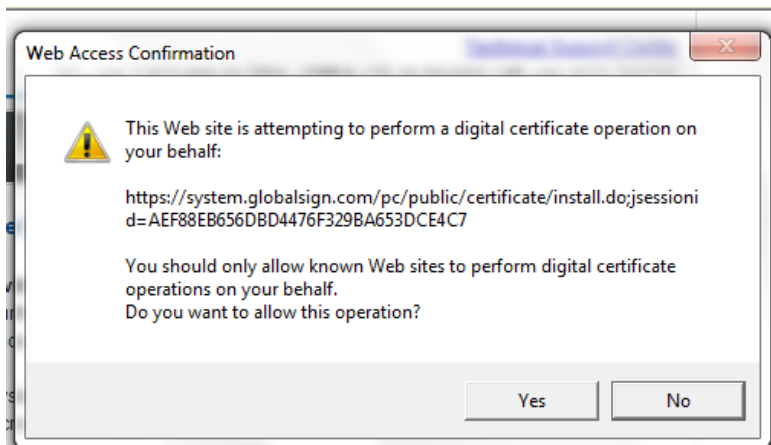 Web Access Confirmation
This Web site is attempting to perform a digital certificate operation on
your behalf:
https://system.globalsign.com/pc/public/certificate/install.do;jsessioni
d=AEF88EB656DBD4476F329BA653DCE4C7
You should only allow known Web sites to perform digital certificate
operations on your behalf.
Do you want to allow this operation?
Yes
No